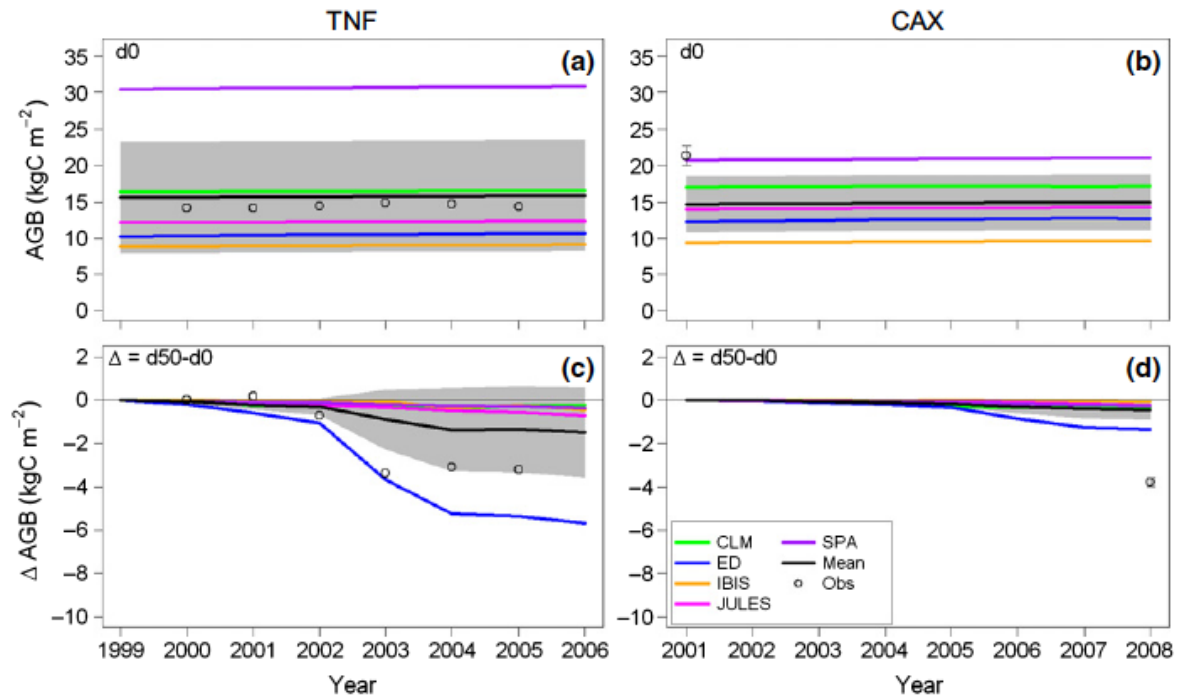 TNF
CAX
d0
(a)
d0
(b)
AGB (kgC m⁻²)
35
30
25
20
15
10
5
0
35
30
25
20
15
10
5
0
Δ = d50-d0
(c)
Δ = d50-d0
(d)
Δ AGB (kgC m⁻²)
2
0
−2
−4
−6
−8
−10
2
0
−2
−4
−6
−8
−10
CLM
ED
IBIS
JULES
SPA
Mean
Obs
1999 2000 2001 2002 2003 2004 2005 2006
2001 2002 2003 2004 2005 2006 2007 2008
Year
Year